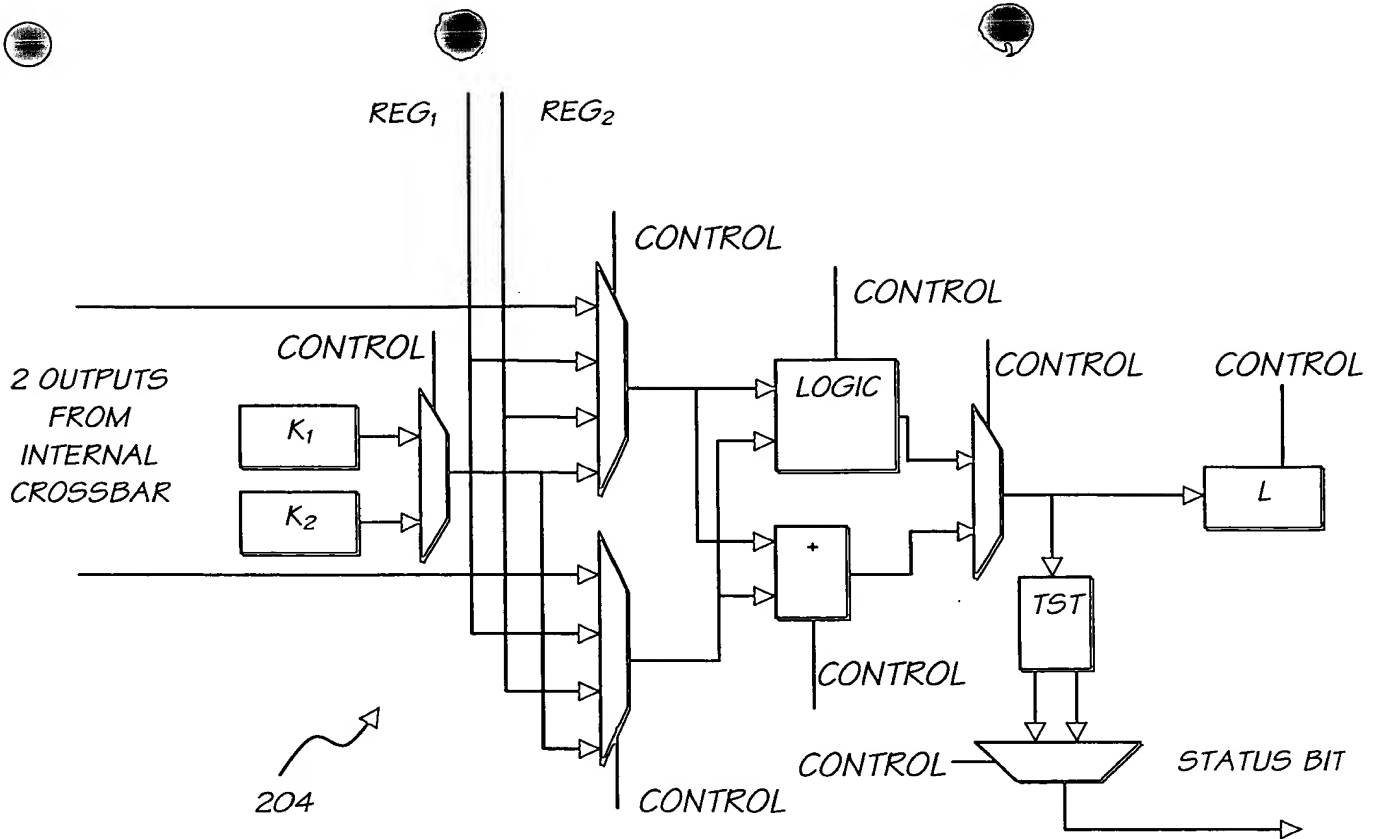 REG₁
REG₂
CONTROL
CONTROL
CONTROL
CONTROL
CONTROL
2 OUTPUTS
FROM
INTERNAL
CROSSBAR
K₁
K₂
LOGIC
L
+
TST
CONTROL
CONTROL
STATUS BIT
204
CONTROL